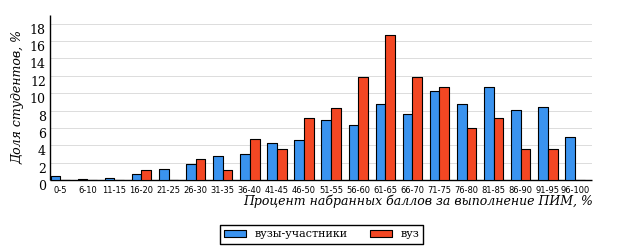 Доля студентов, %
18
16
14
12
10
8
6
4
2
0
0-5 6-10 11-15 16-20 21-25 26-30 31-35 36-40 41-45 46-50 51-55 56-60 61-65 66-70 71-75 76-80 81-85 86-90 91-95 96-100
Процент набранных баллов за выполнение ПИМ, %
вузы-участники вуз